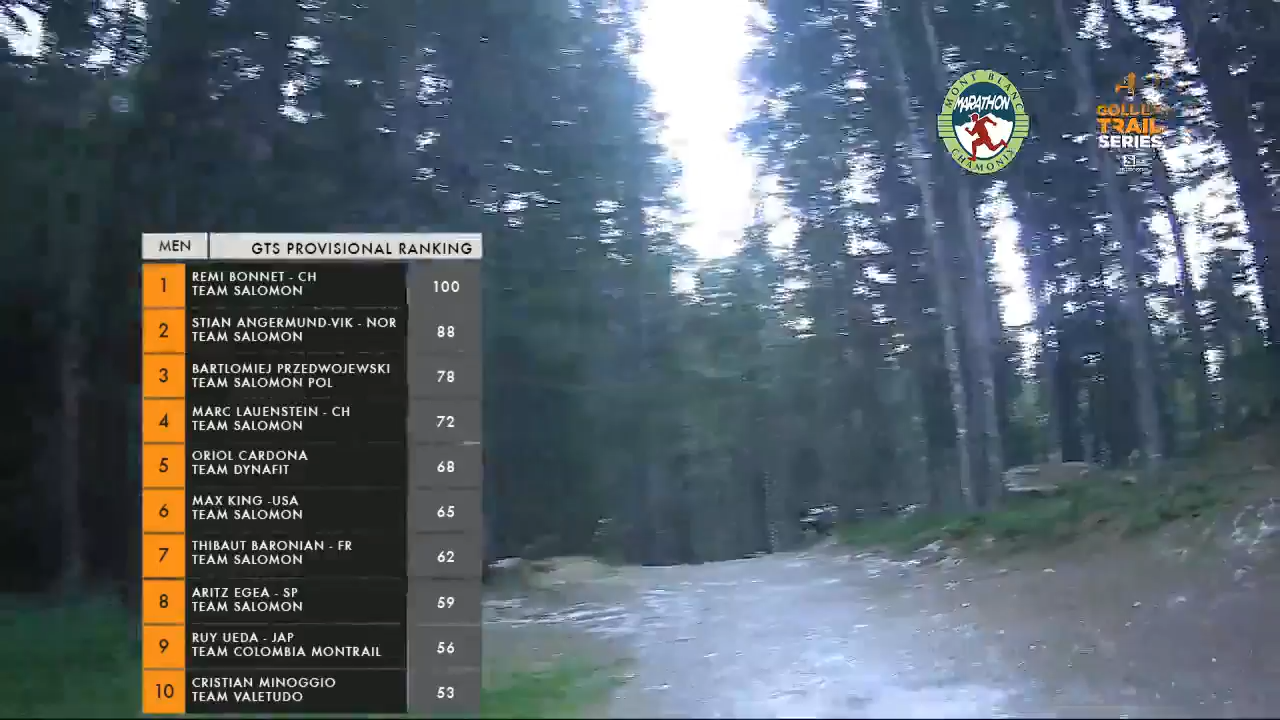 MONT BLANC
MARATHON
CHAMONIX
GOLDEN
TRAIL
SERIES
MEN GTS PROVISIONAL RANKING
1 REMI BONNET - CH 100
TEAM SALOMON
2 STIAN ANGERMUND-VIK - NOR 88
TEAM SALOMON
3 BARTLOMIEJ PRZEDWOJEWSKI 78
TEAM SALOMON POL
4 MARC LAUENSTEIN - CH 72
TEAM SALOMON
5 ORIOL CARDONA 68
TEAM DYNAFIT
6 MAX KING -USA 65
TEAM SALOMON
7 THIBAUT BARONIAN - FR 62
TEAM SALOMON
8 ARITZ EGEA - SP 59
TEAM SALOMON
9 RUY UEDA - JAP 56
TEAM COLOMBIA MONTRAIL
10 CRISTIAN MINOGGIO 53
TEAM VALETUDO